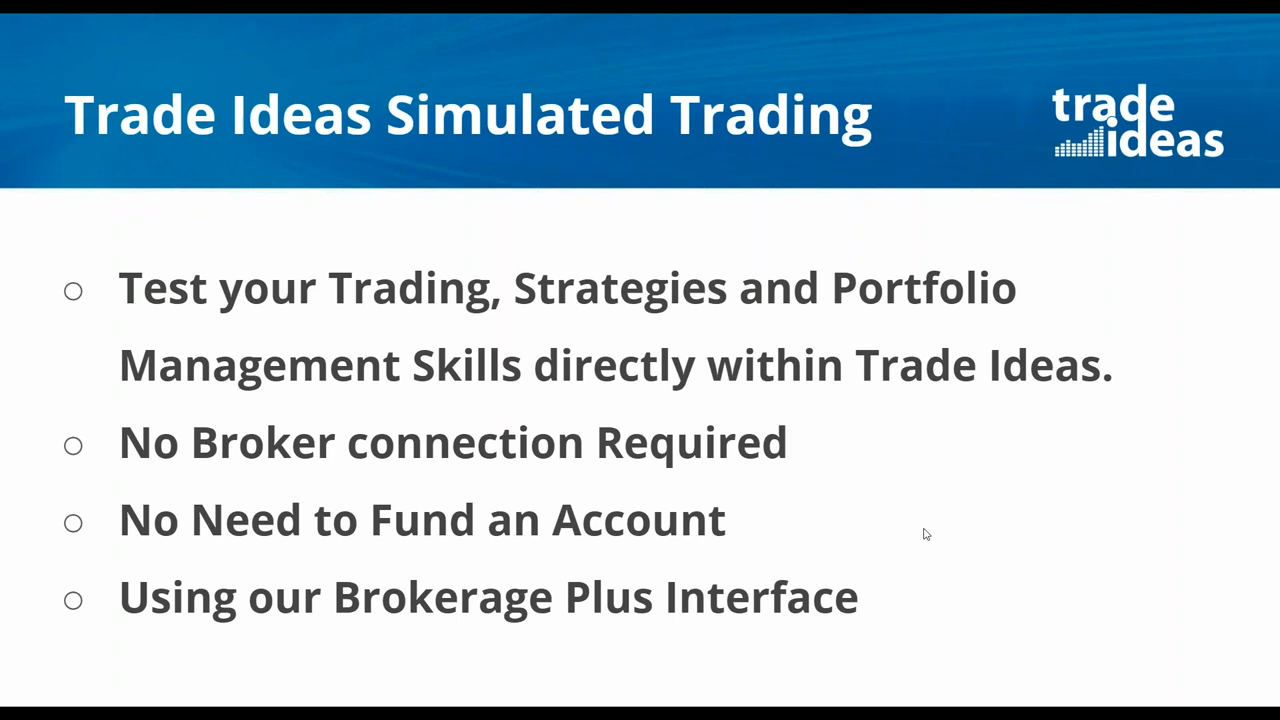 Trade Ideas Simulated Trading
trade
ideas
○ Test your Trading, Strategies and Portfolio
Management Skills directly within Trade Ideas.
○ No Broker connection Required
○ No Need to Fund an Account
○ Using our Brokerage Plus Interface